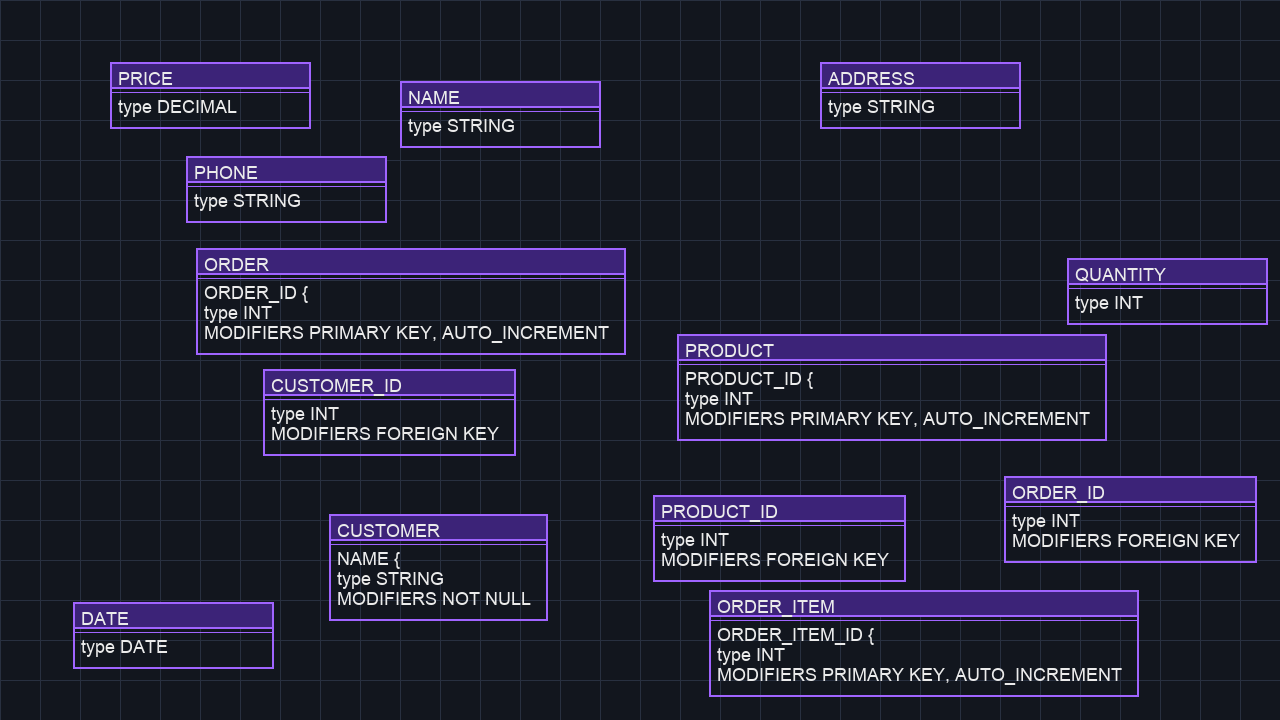 PRICE
type DECIMAL
NAME
type STRING
ADDRESS
type STRING
PHONE
type STRING
ORDER
ORDER_ID {
type INT
MODIFIERS PRIMARY KEY, AUTO_INCREMENT
QUANTITY
type INT
PRODUCT
PRODUCT_ID {
type INT
MODIFIERS PRIMARY KEY, AUTO_INCREMENT
CUSTOMER_ID
type INT
MODIFIERS FOREIGN KEY
ORDER_ID
type INT
MODIFIERS FOREIGN KEY
PRODUCT_ID
type INT
MODIFIERS FOREIGN KEY
CUSTOMER
NAME {
type STRING
MODIFIERS NOT NULL
ORDER_ITEM
ORDER_ITEM_ID {
type INT
MODIFIERS PRIMARY KEY, AUTO_INCREMENT
DATE
type DATE